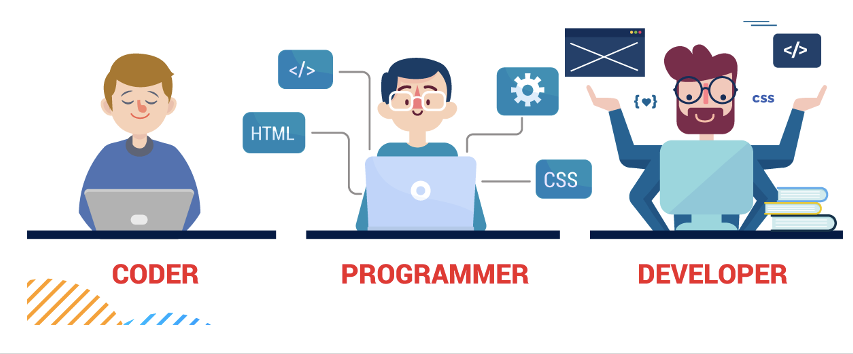 </>
HTML
CSS
{♥}
CSS
</>
CODER
PROGRAMMER
DEVELOPER